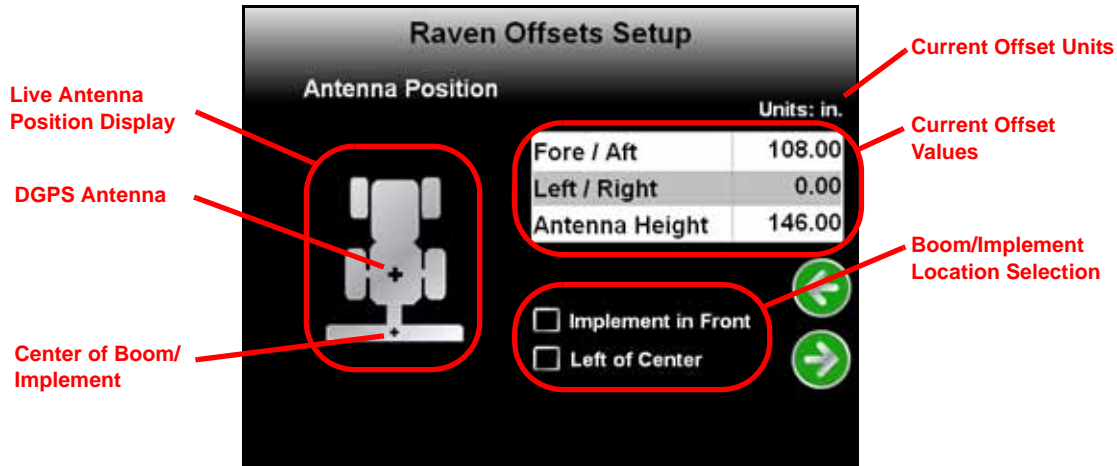 Raven Offsets Setup
Current Offset Units
Antenna Position
Live Antenna
Position Display
Units: in.
Current Offset
Values
Fore / Aft 108.00
Left / Right 0.00
Antenna Height 146.00
DGPS Antenna
Boom/Implement
Location Selection
Implement in Front
Left of Center
Center of Boom/
Implement